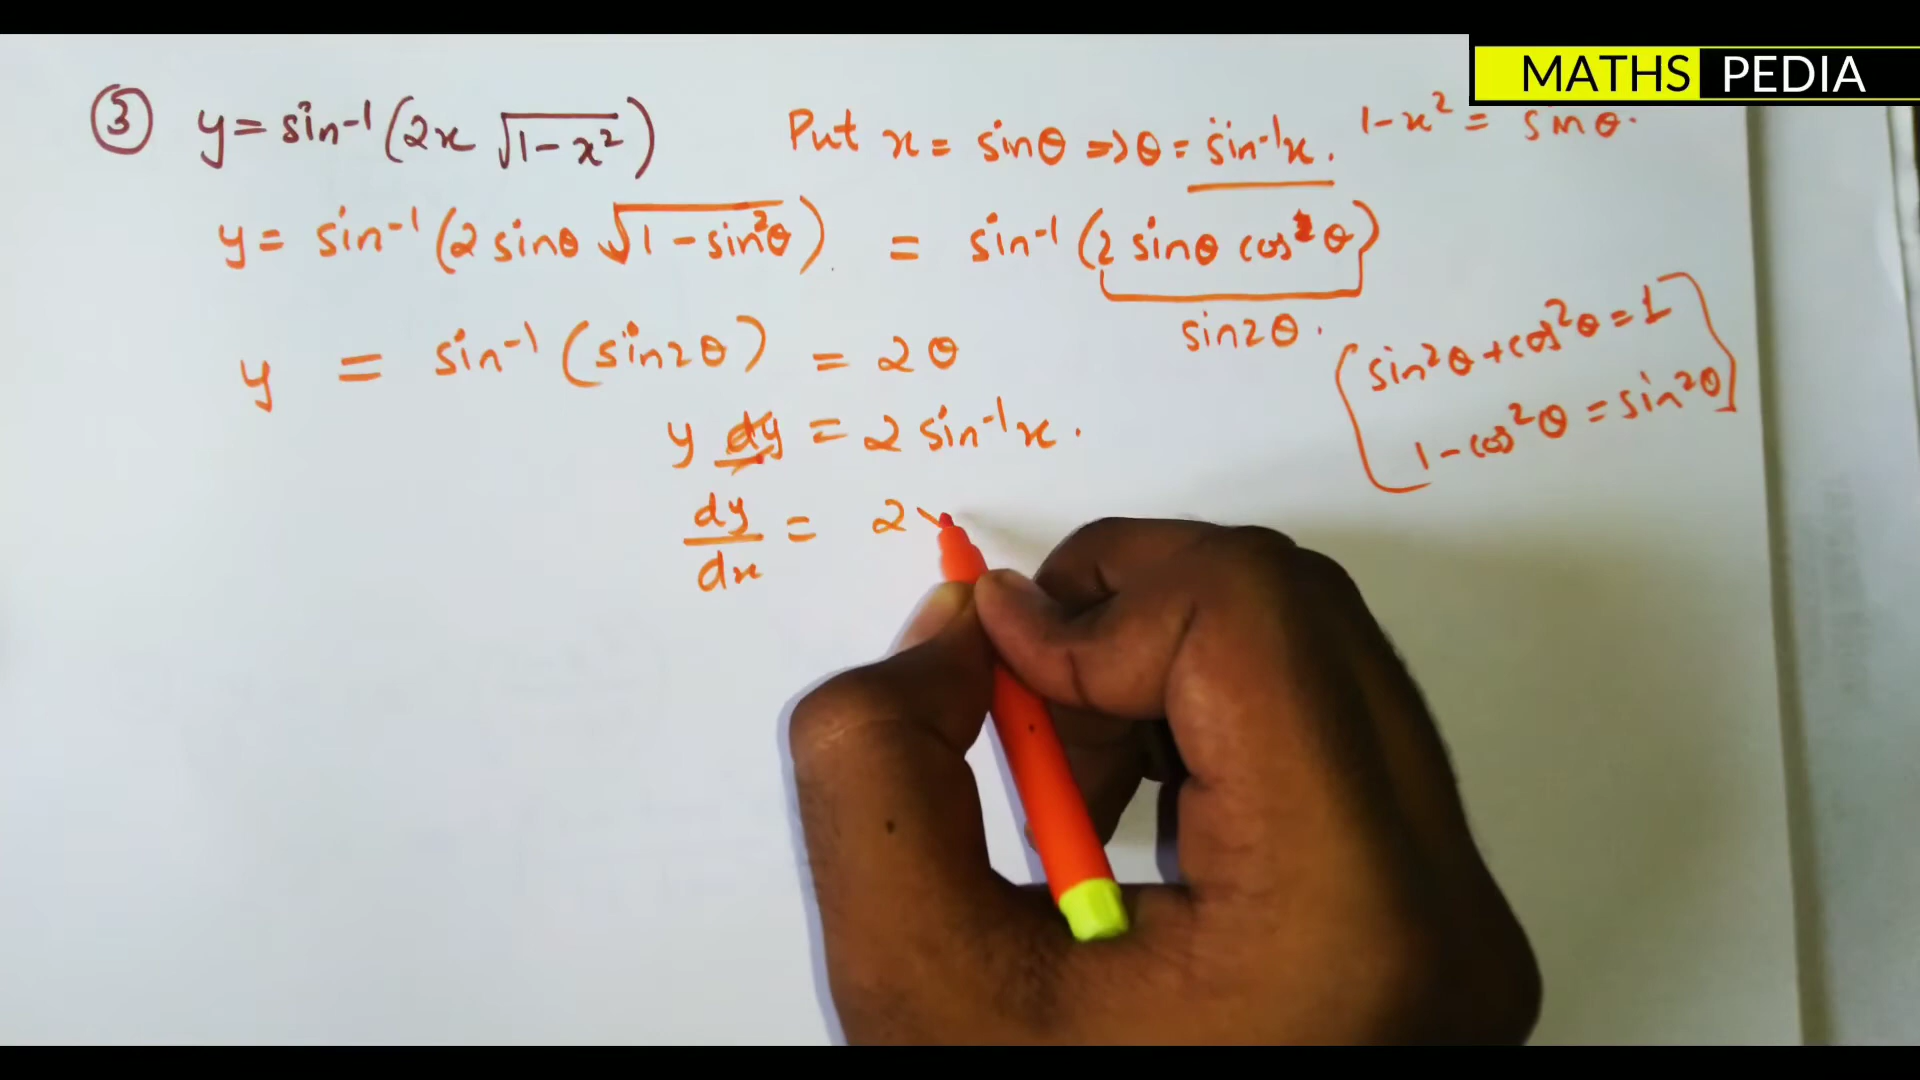 MATHS PEDIA
③ y = sin⁻¹ (2x √1-x²) Put x = sinθ => θ = sin⁻¹x. 1-x² = sinθ.
y = sin⁻¹ (2 sinθ √1-sin²θ) = sin⁻¹ (2 sinθ cosθ)
sin2θ.
y = sin⁻¹ (sin2θ) = 2θ
sin²θ + cos²θ = 1
1 - cos²θ = sin²θ
y dy = 2 sin⁻¹x.
dy/dx = 2